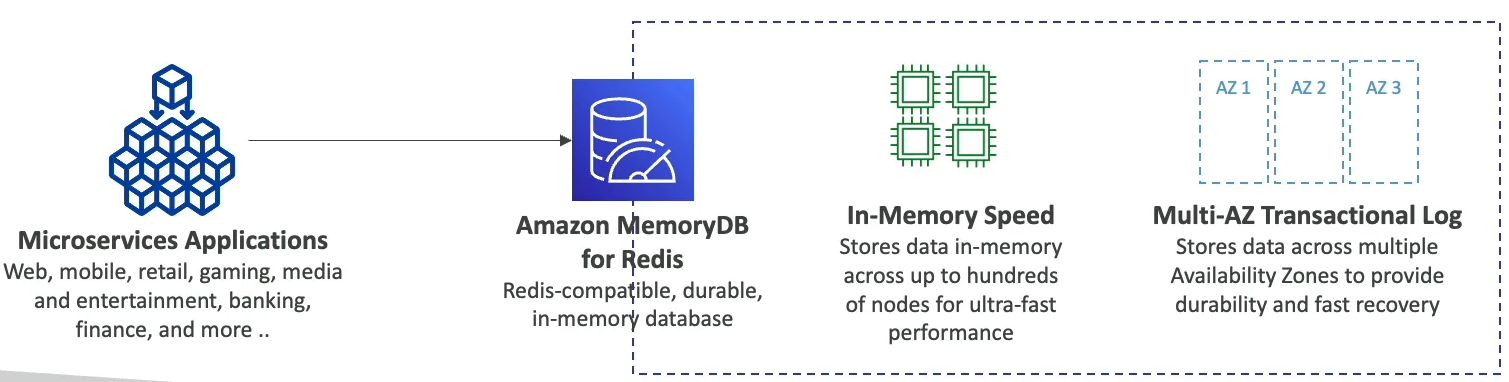 Microservices Applications
Web, mobile, retail, gaming, media
and entertainment, banking,
finance, and more ..
Amazon MemoryDB
for Redis
Redis-compatible, durable,
in-memory database
In-Memory Speed
Stores data in-memory
across up to hundreds
of nodes for ultra-fast
performance
AZ 1
AZ 2
AZ 3
Multi-AZ Transactional Log
Stores data across multiple
Availability Zones to provide
durability and fast recovery